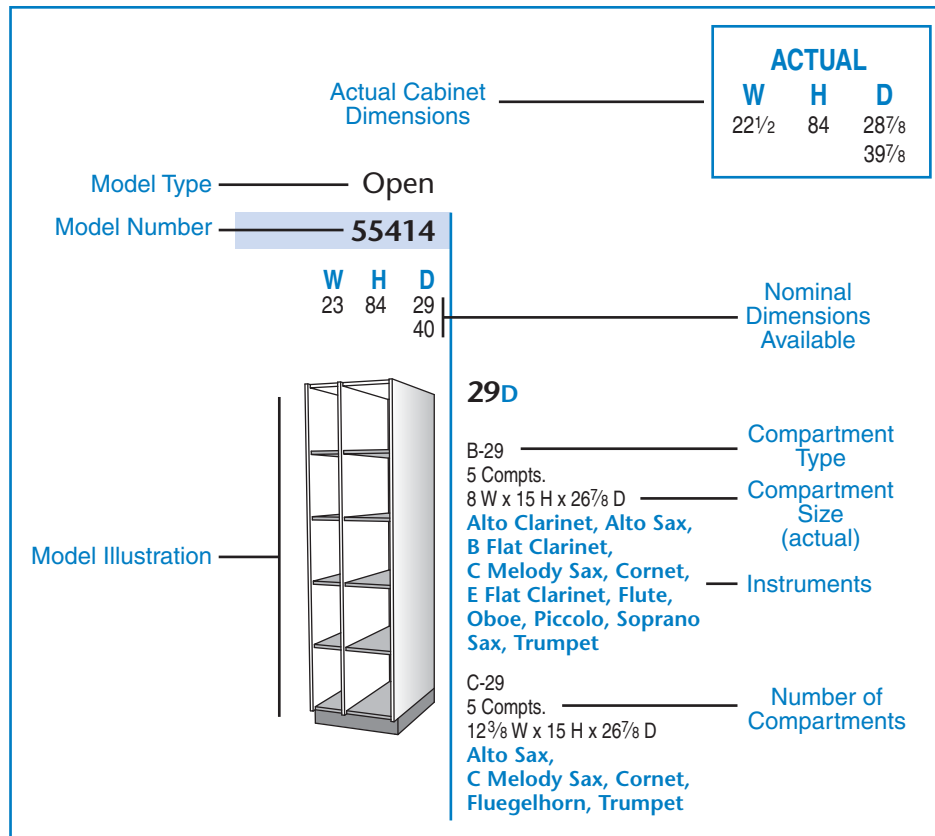 ACTUAL
W H D
22½ 84 28⅞
39⅞
Actual Cabinet
Dimensions
Model Type
Open
Model Number
55414
W H D
23 84 29
40
Nominal
Dimensions
Available
29D
B-29
5 Compts.
8 W x 15 H x 26⅞ D
Alto Clarinet, Alto Sax,
B Flat Clarinet,
C Melody Sax, Cornet,
E Flat Clarinet, Flute,
Oboe, Piccolo, Soprano
Sax, Trumpet
Compartment
Type
Compartment
Size
(actual)
Instruments
Model Illustration
C-29
5 Compts.
12⅜ W x 15 H x 26⅞ D
Alto Sax,
C Melody Sax, Cornet,
Fluegelhorn, Trumpet
Number of
Compartments